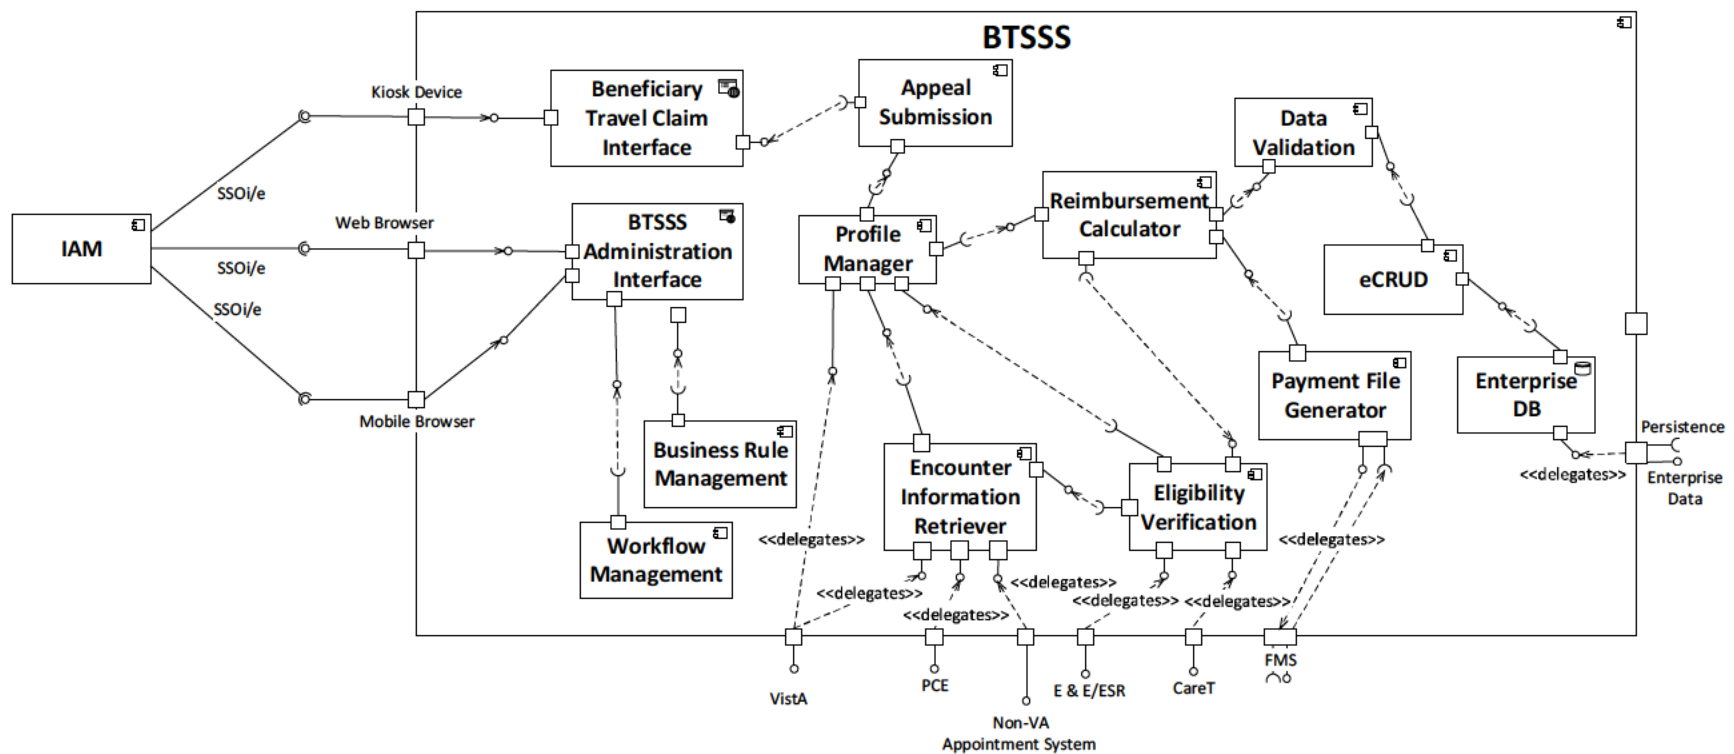 BTSSS
Kiosk Device
Beneficiary
Travel Claim
Interface
Appeal
Submission
Data
Validation
SSOi/e
IAM
Web Browser
SSOi/e
SSOi/e
BTSSS
Administration
Interface
Profile
Manager
Reimbursement
Calculator
eCRUD
Mobile Browser
Business Rule
Management
Workflow
Management
Encounter
Information
Retriever
Eligibility
Verification
Payment File
Generator
Enterprise
DB
Persistence
Enterprise
Data
<<delegates>>
<<delegates>>
<<delegates>>
<<delegates>>
<<delegates>>
<<delegates>>
<<delegates>>
<<delegates>>
VistA
PCE
Non-VA
Appointment System
E & E/ESR
CareT
FMS